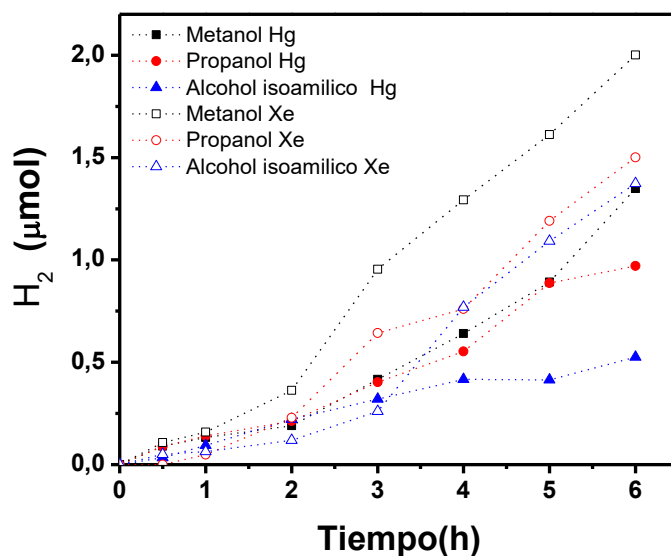 Metanol Hg
Propanol Hg
Alcohol isoamilico Hg
Metanol Xe
Propanol Xe
Alcohol isoamilico Xe
H2 (μmol)
2,0
1,5
1,0
0,5
0,0
0 1 2 3 4 5 6
Tiempo(h)